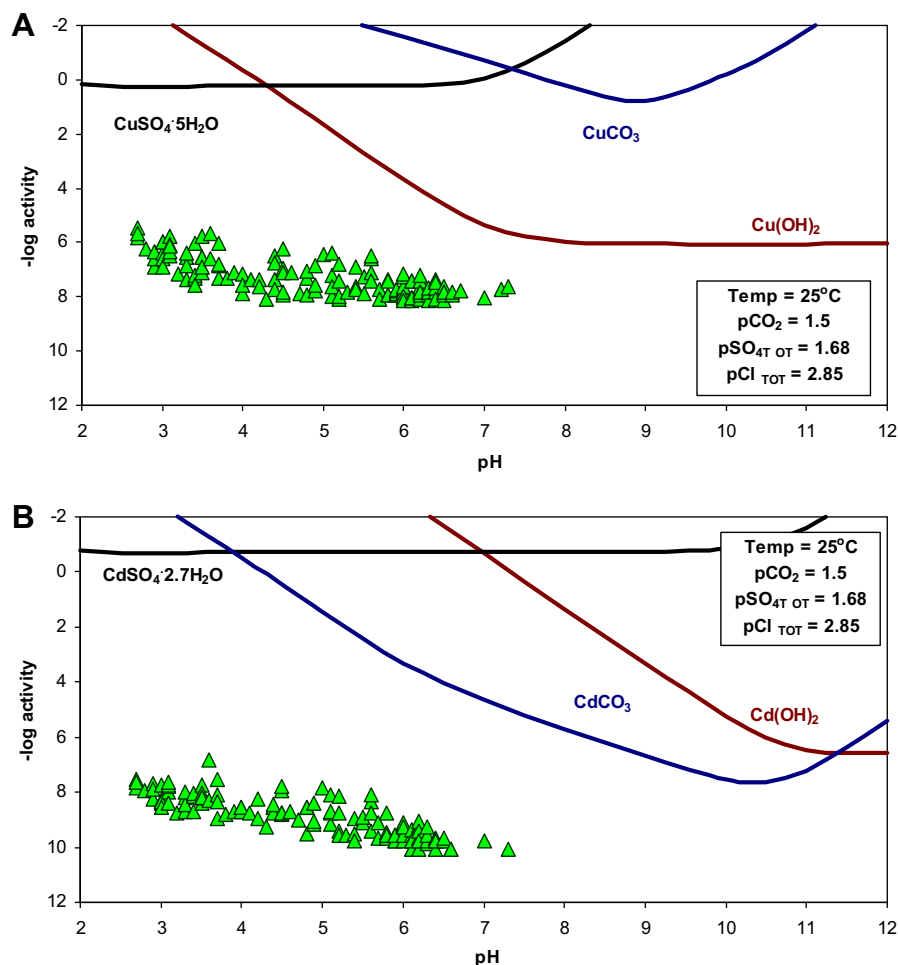 A
-2
0
2
4
6
8
10
12
-log activity
CuSO₄·5H₂O
CuCO₃
Cu(OH)₂
Temp = 25°C
pCO₂ = 1.5
pSO₄T OT = 1.68
pCl TOT = 2.85
2 3 4 5 6 7 8 9 10 11 12
pH
B
-2
0
2
4
6
8
10
12
-log activity
CdSO₄·2.7H₂O
CdCO₃
Cd(OH)₂
Temp = 25°C
pCO₂ = 1.5
pSO₄T OT = 1.68
pCl TOT = 2.85
2 3 4 5 6 7 8 9 10 11 12
pH